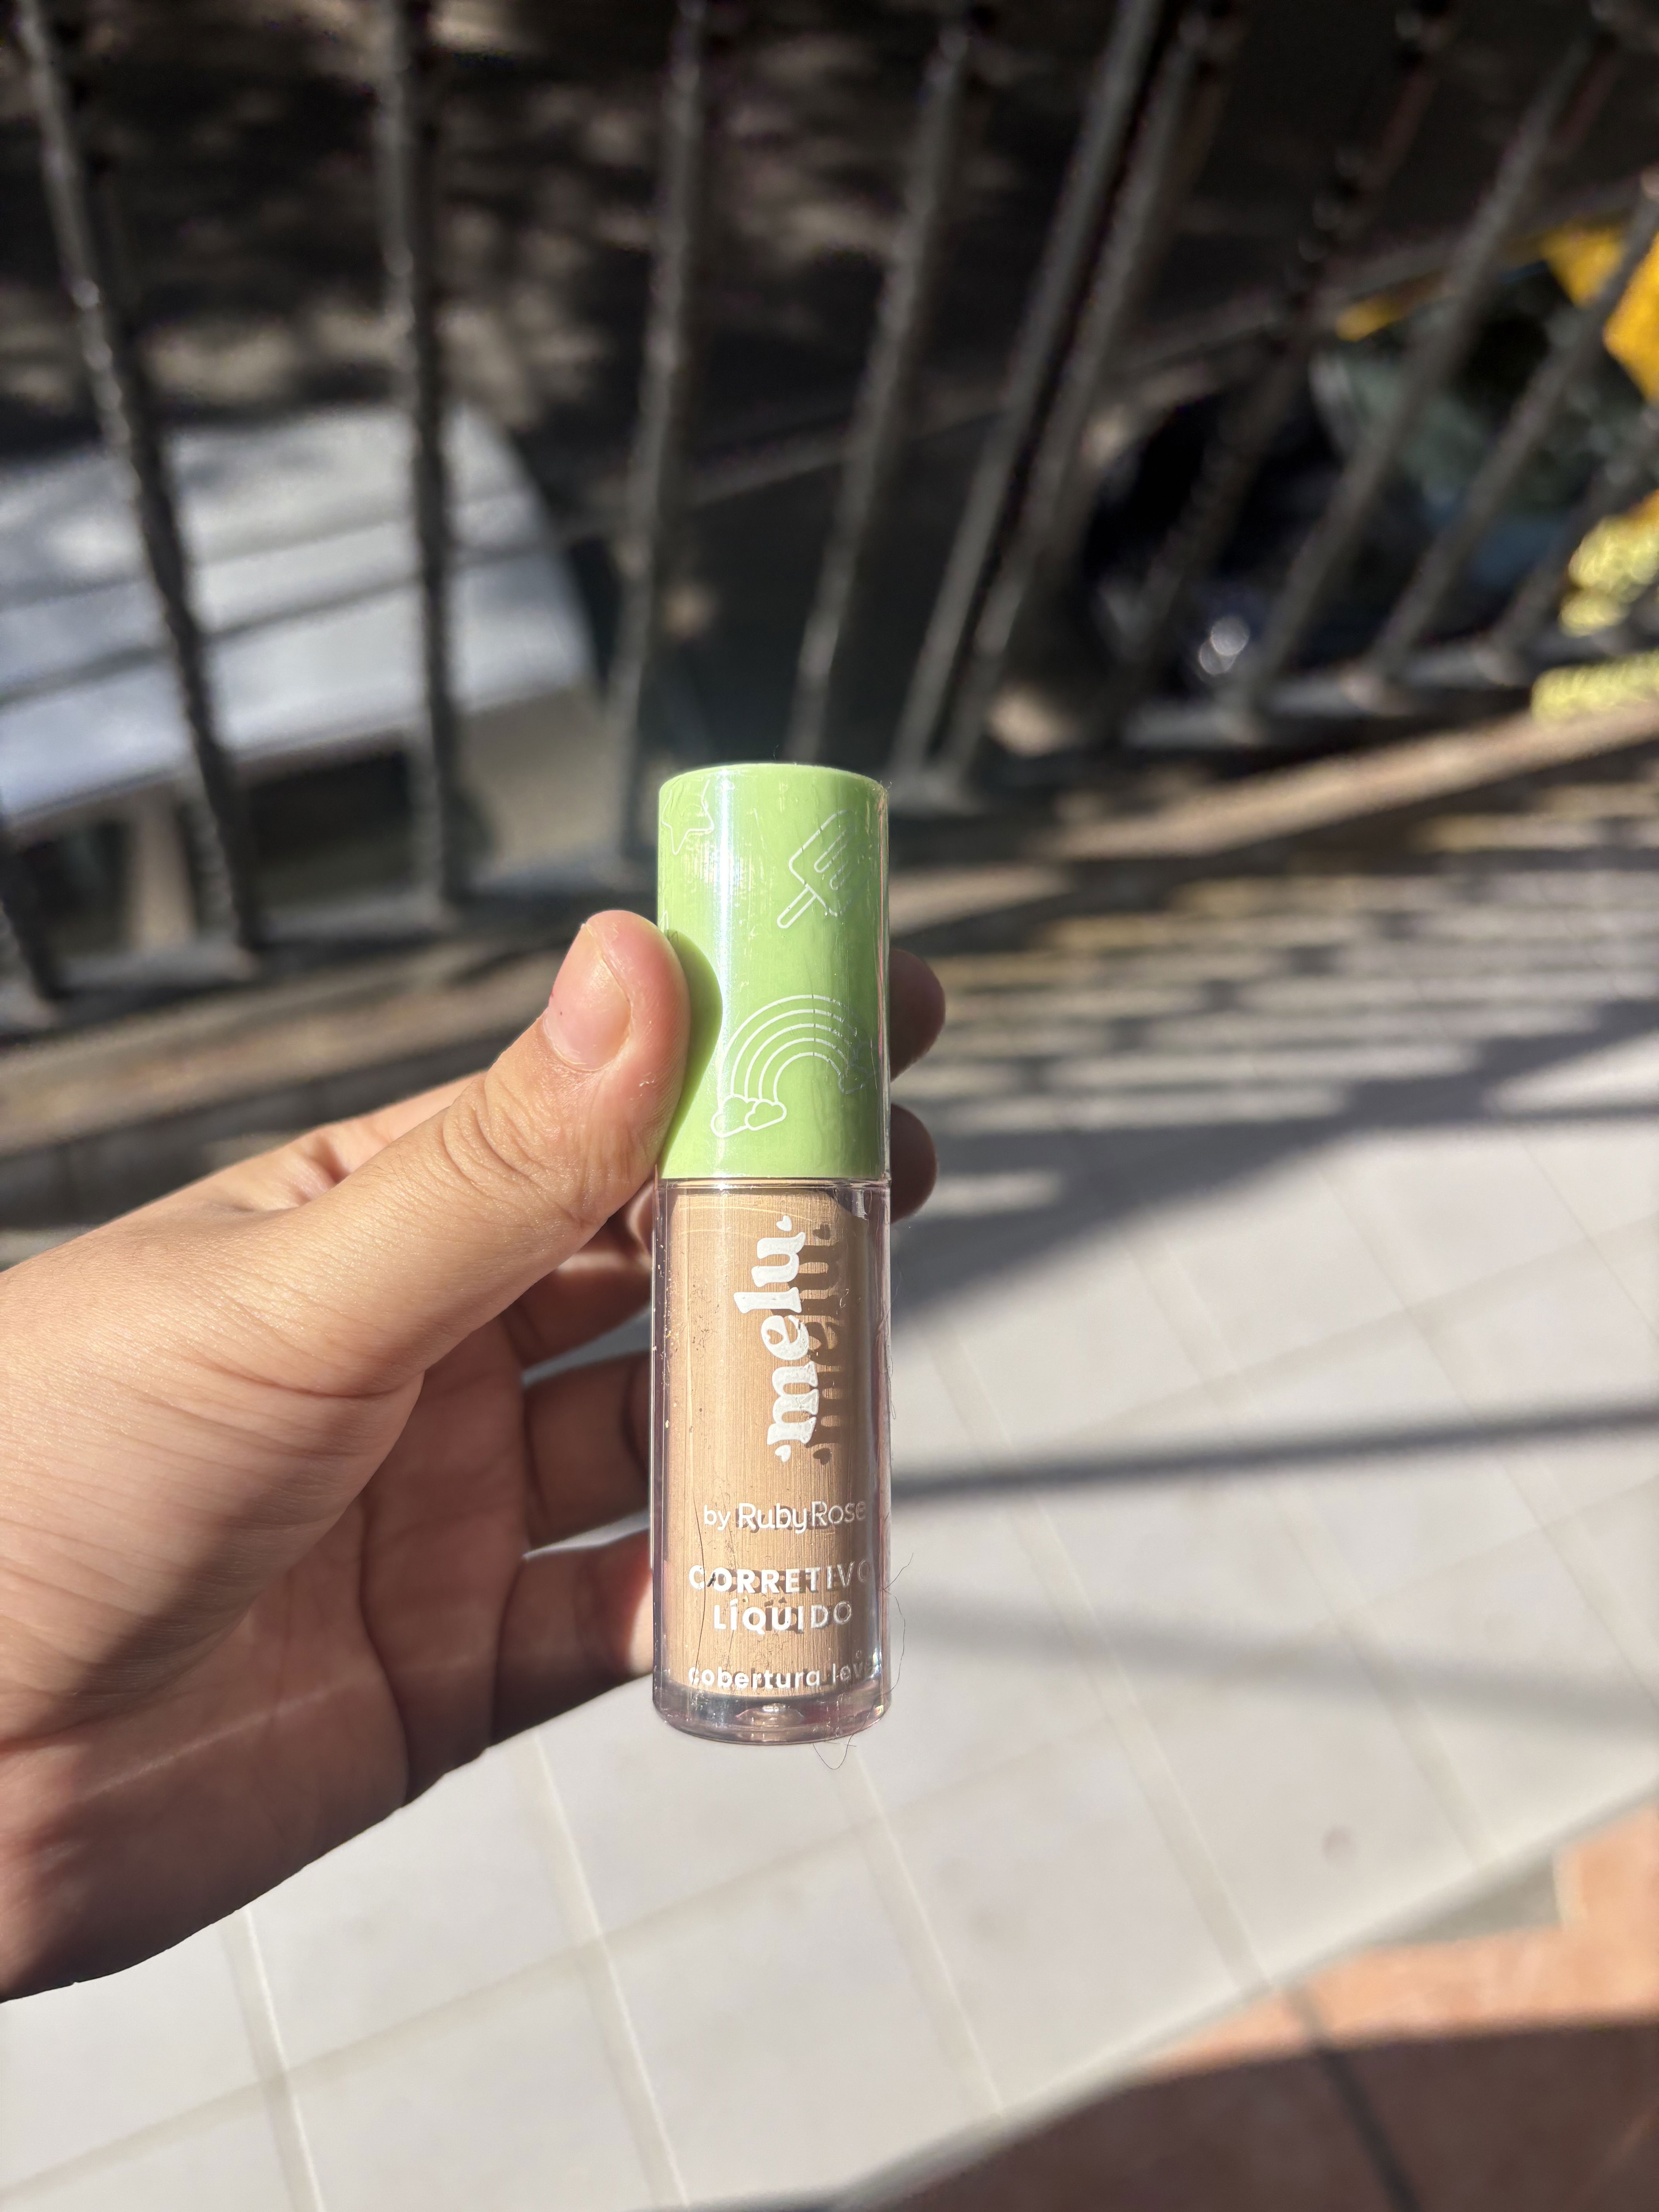 melu
by RubyRose
CORRETIVO
LÍQUIDO
cobertura leve